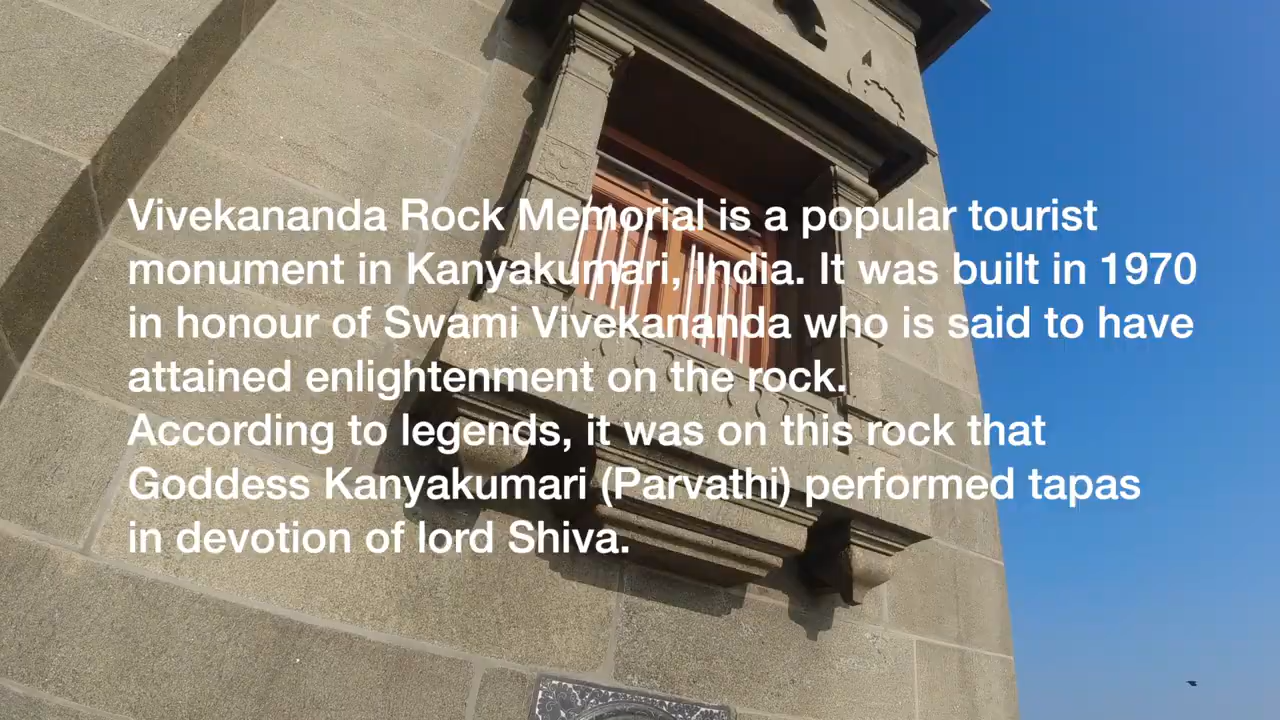 Vivekananda Rock Memorial is a popular tourist
monument in Kanyakumari, India. It was built in 1970
in honour of Swami Vivekananda who is said to have
attained enlightenment on the rock.
According to legends, it was on this rock that
Goddess Kanyakumari (Parvathi) performed tapas
in devotion of lord Shiva.